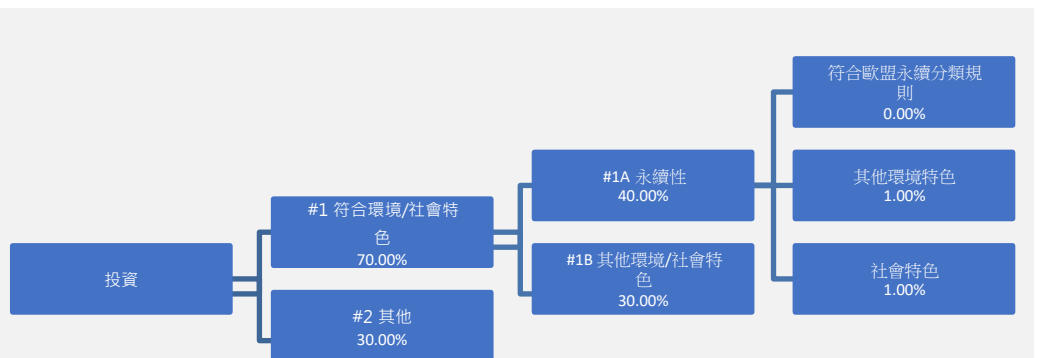 投資
#1 符合環境/社會特
色
70.00%
#2 其他
30.00%
#1A 永續性
40.00%
#1B 其他環境/社會特
色
30.00%
符合歐盟永續分類規
則
0.00%
其他環境特色
1.00%
社會特色
1.00%